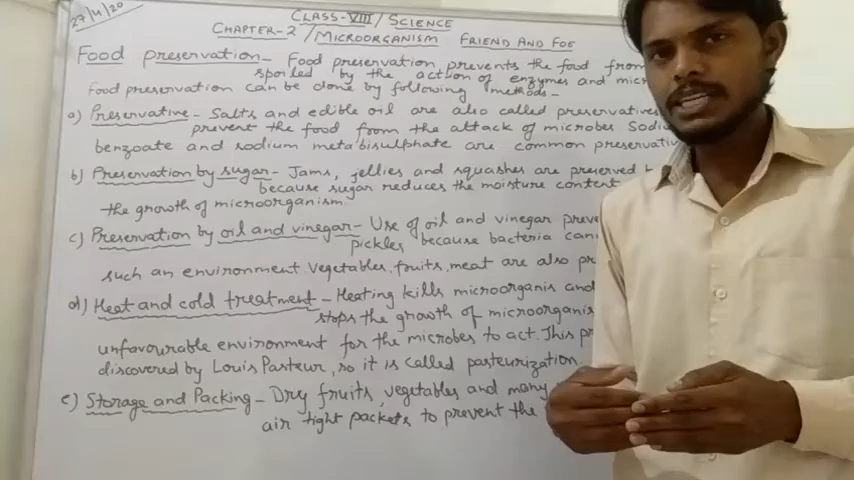 27/4/20
CLASS-VIII / SCIENCE
CHAPTER-2 / MICROORGANISM FRIEND AND FOE
Food preservation- Food preservation prevents the food from
spoiled by the action of enzymes and
food preservation can be done by following methods-
a) Preservative - Salts and edible oil are also called preservatives
prevent the food from the attack of microbes
benzoate and sodium metabisulphate are common
b) Preservation by sugar- Jams, jellies and squashes are preserved
because sugar reduces the moisture content
the growth of microorganism.
c) Preservation by oil and vinegar- Use of oil and vinegar
pickles because bacteria
such an environment. Vegetables, fruits, meat are also
d) Heat and cold treatment - Heating kills microorganis and
stops the growth of
unfavourable environment for the microbes to act. This
discovered by Louis Pasteur, so it is called pasteurization.
e) Storage and Packing - Dry fruits, vegetables and many
air tight packets to prevent the